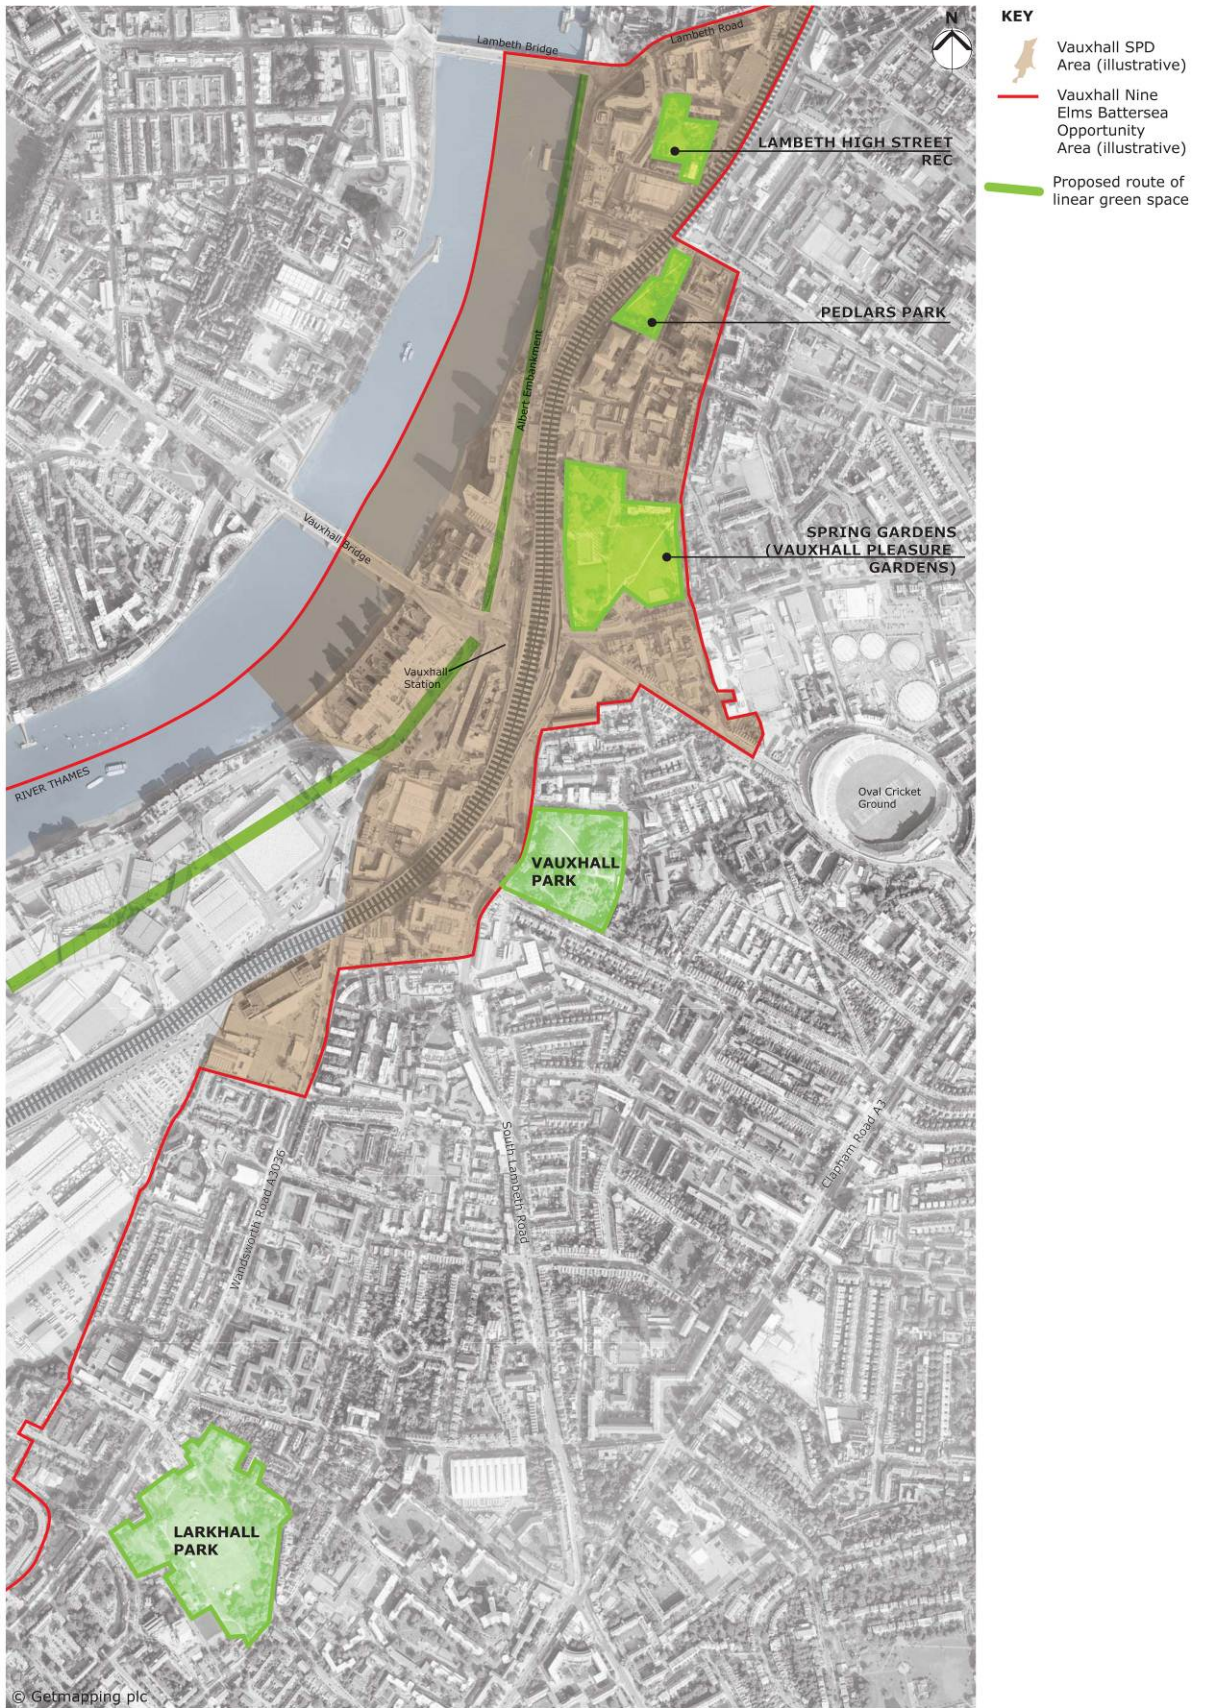 Lambeth Bridge
Lambeth Road
N
KEY
Vauxhall SPD
Area (illustrative)
Vauxhall Nine
Elms Battersea
Opportunity
Area (illustrative)
Proposed route of
linear green space
LAMBETH HIGH STREET
REC
PEDLARS PARK
Albert Embankment
SPRING GARDENS
(VAUXHALL PLEASURE
GARDENS)
Vauxhall Bridge
Vauxhall
Station
RIVER THAMES
Oval Cricket
Ground
VAUXHALL
PARK
South Lambeth Road
Clapham Road A3
Wandsworth Road A3036
LARKHALL
PARK
© Getmapping plc